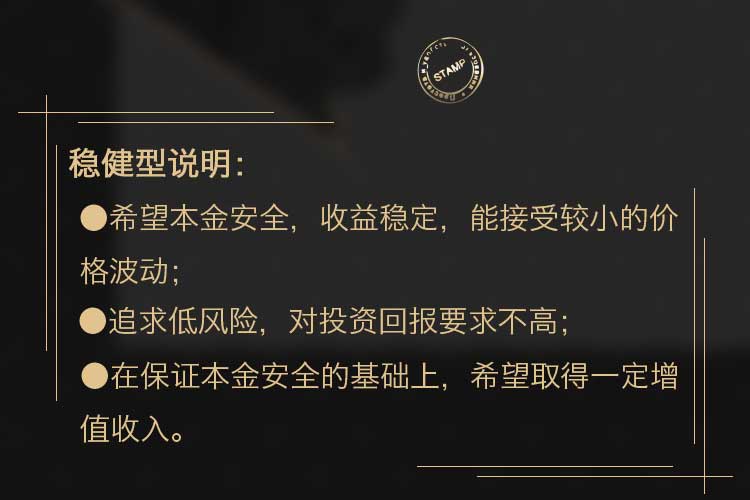 STAMP
稳健型说明：
●希望本金安全，收益稳定，能接受较小的价
格波动；
●追求低风险，对投资回报要求不高；
●在保证本金安全的基础上，希望取得一定增
值收入。